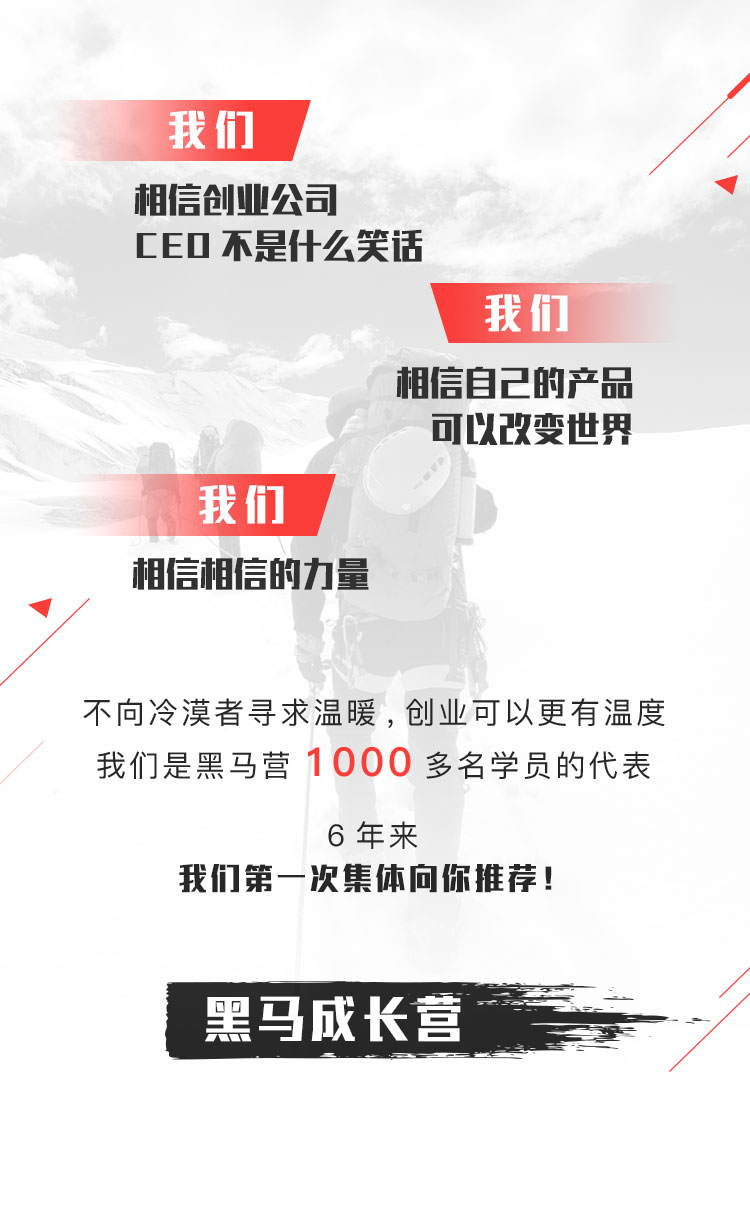 我们
相信创业公司
CEO 不是什么笑话
我们
相信自己的产品
可以改变世界
我们
相信相信的力量
不向冷漠者寻求温暖，创业可以更有温度
我们是黑马营 1000 多名学员的代表
6 年来
我们第一次集体向你推荐！
黑马成长营